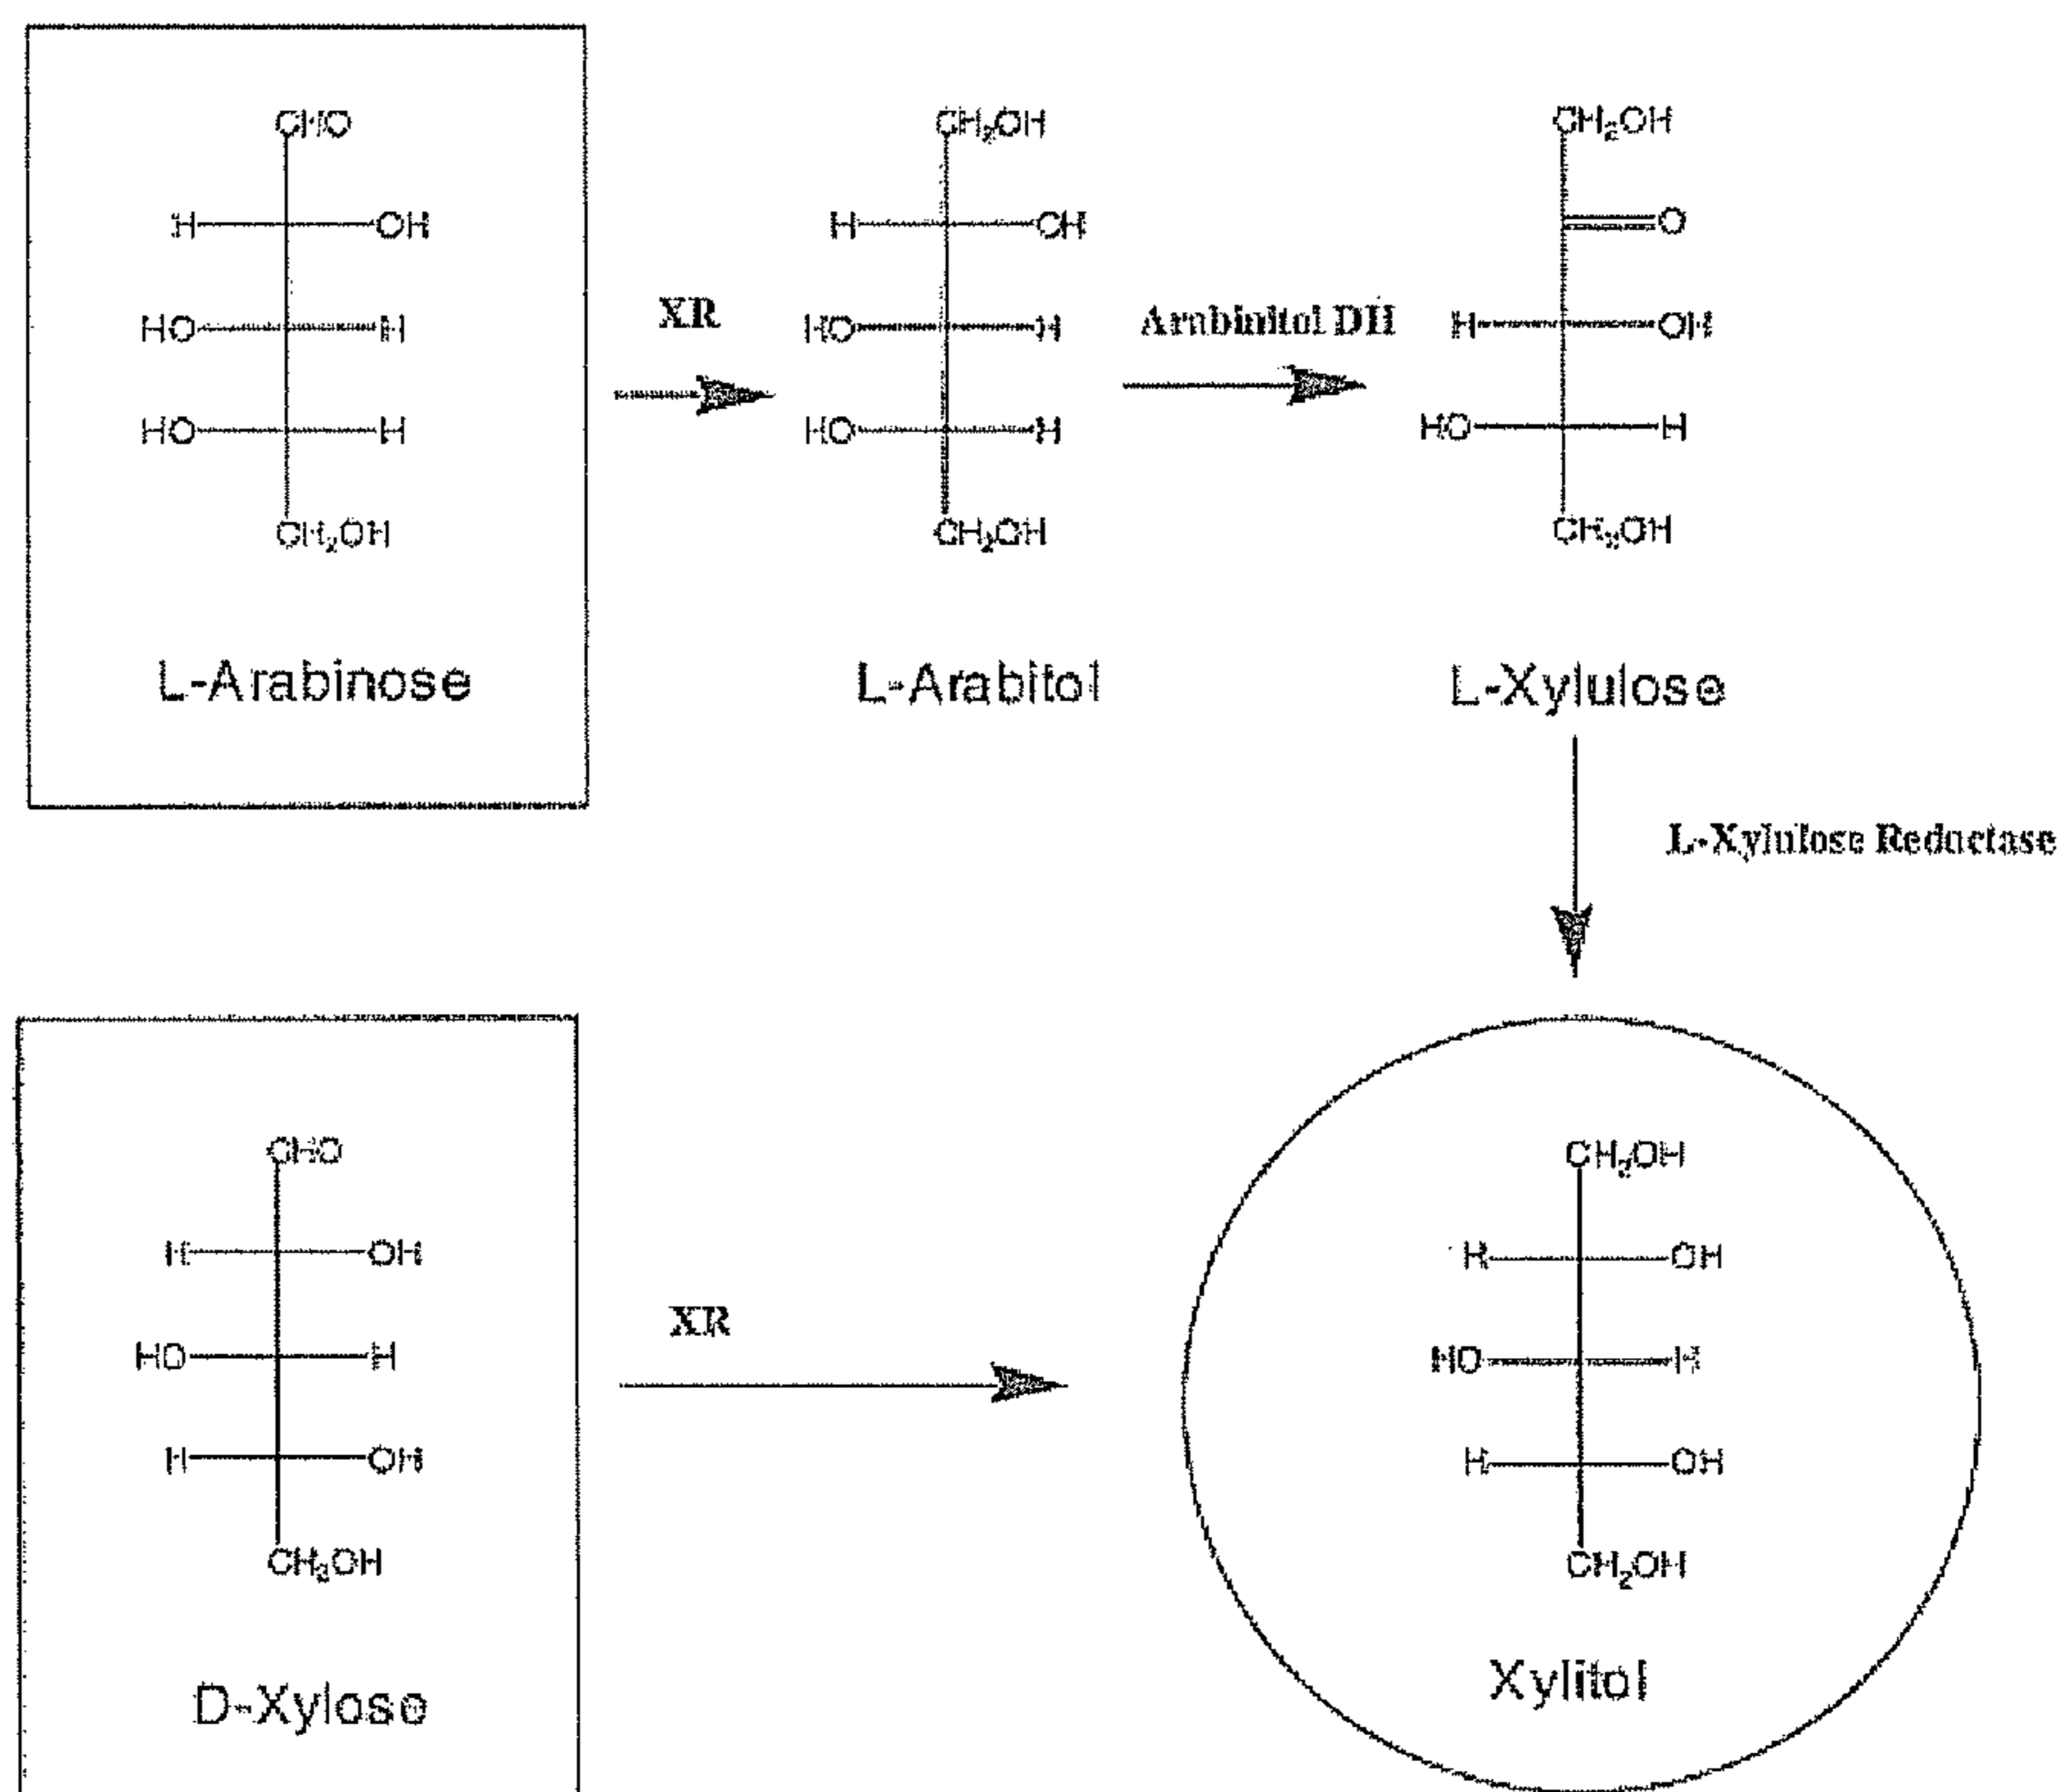 CHO
H OH
HO H
HO H
CH2OH
L-Arabinose
XR
CH2OH
H OH
HO H
HO H
CH2OH
L-Arabitol
Arabinitol DH
CH2OH
O
H OH
HO H
CH2OH
L-Xylulose
L-Xylulose Reductase
CHO
H OH
HO H
H OH
CH2OH
D-Xylose
XR
CH2OH
H OH
HO H
H OH
CH2OH
Xylitol